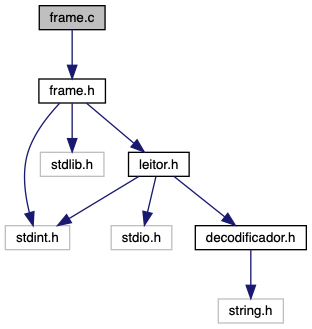 frame.c
frame.h
stdlib.h
leitor.h
stdint.h
stdio.h
decodificador.h
string.h